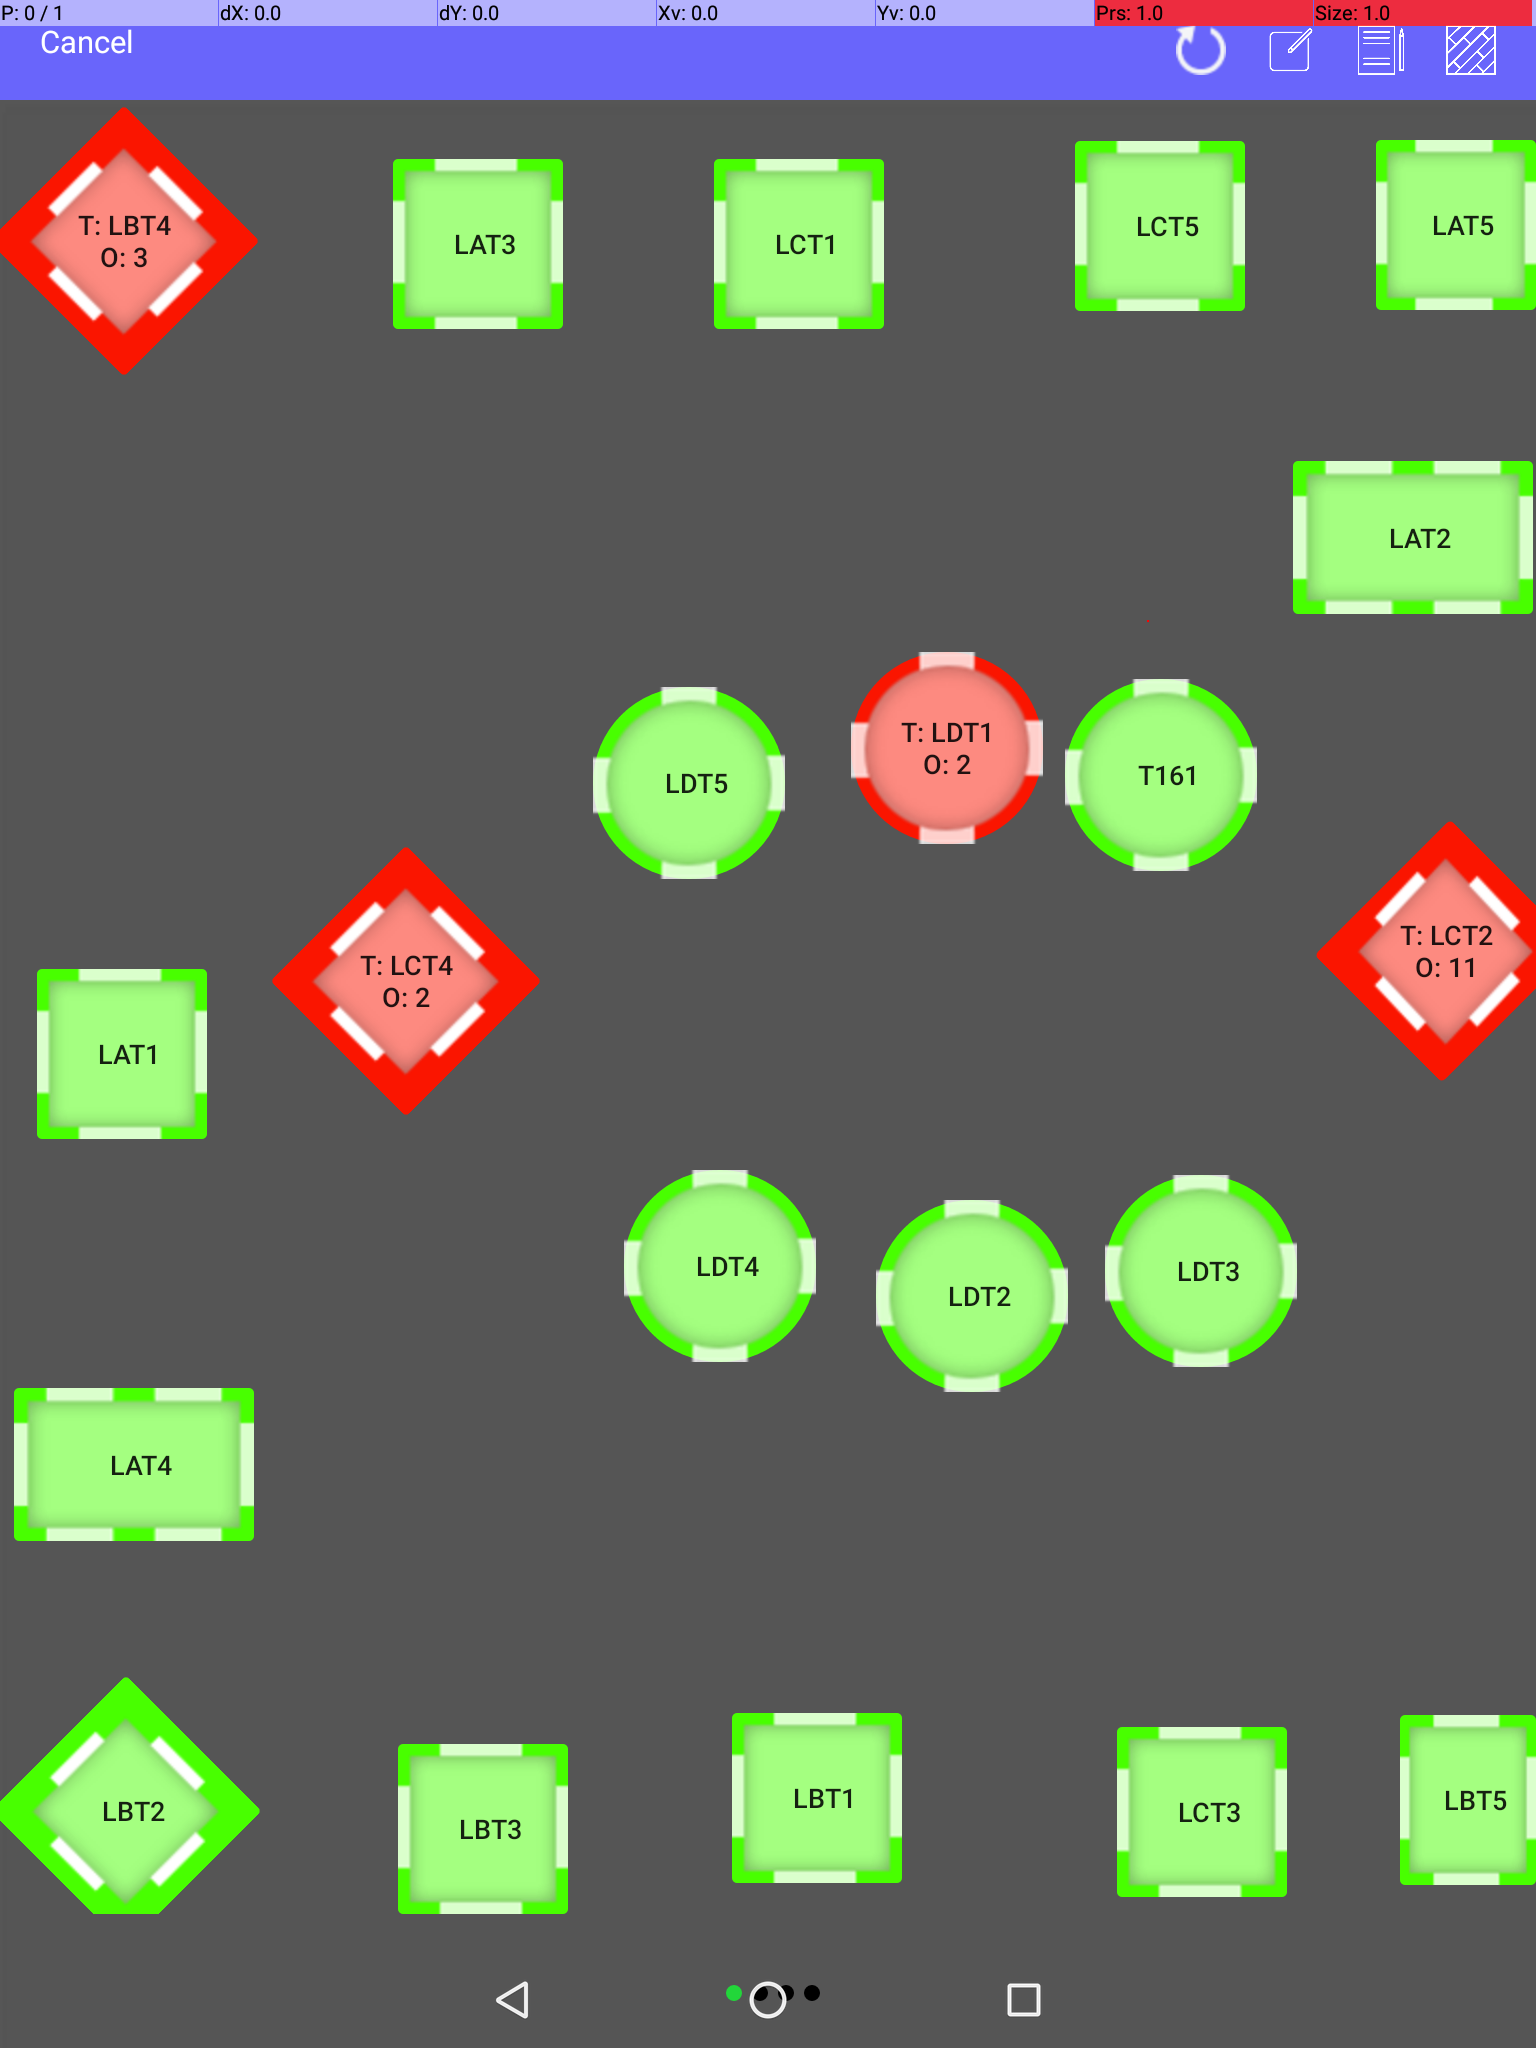 P: 0 / 1 dX: 0.0 dY: 0.0 Xv: 0.0 Yv: 0.0 Prs: 1.0 Size: 1.0
Cancel
T: LBT4
O: 3
LAT3
LCT1
LCT5
LAT5
LAT2
LDT5
T: LDT1
O: 2
T161
T: LCT4
O: 2
T: LCT2
O: 11
LAT1
LDT4
LDT2
LDT3
LAT4
LBT2
LBT3
LBT1
LCT3
LBT5